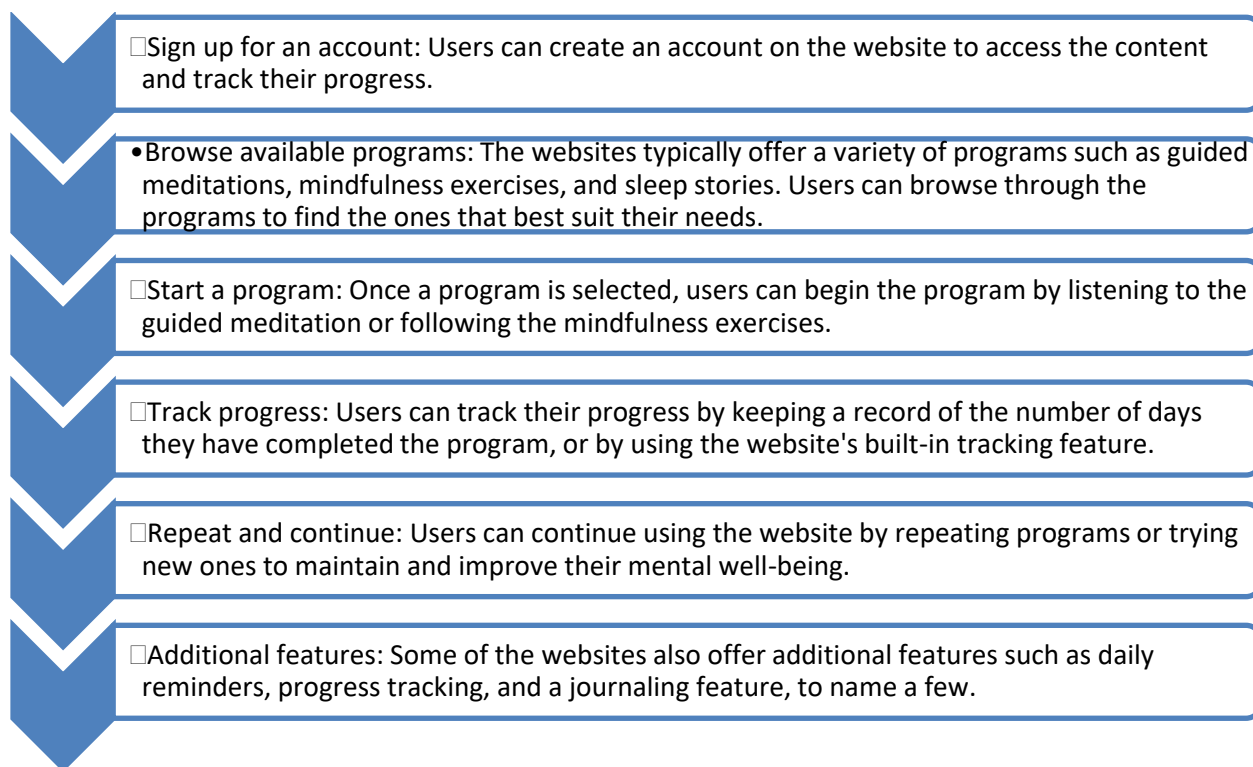 □Sign up for an account: Users can create an account on the website to access the content
and track their progress.
•Browse available programs: The websites typically offer a variety of programs such as guided
meditations, mindfulness exercises, and sleep stories. Users can browse through the
programs to find the ones that best suit their needs.
□Start a program: Once a program is selected, users can begin the program by listening to the
guided meditation or following the mindfulness exercises.
□Track progress: Users can track their progress by keeping a record of the number of days
they have completed the program, or by using the website's built-in tracking feature.
□Repeat and continue: Users can continue using the website by repeating programs or trying
new ones to maintain and improve their mental well-being.
□Additional features: Some of the websites also offer additional features such as daily
reminders, progress tracking, and a journaling feature, to name a few.